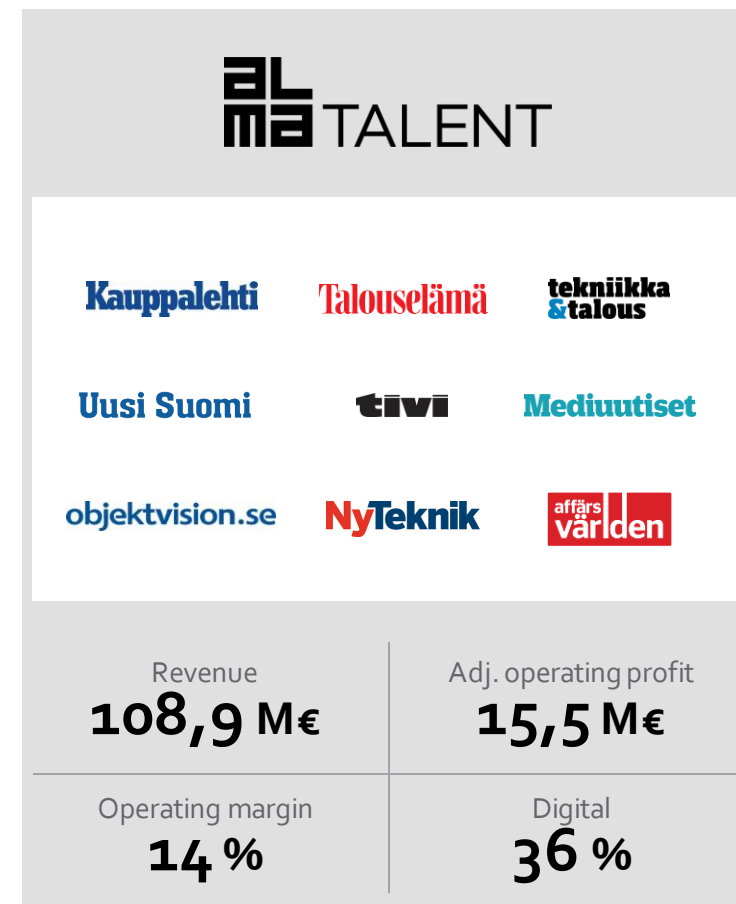 alma TALENT
Kauppalehti
Talouselämä
tekniikka
&talous
Uusi Suomi
tivi
Mediuutiset
objektvision.se
NyTeknik
affärs
världen
Revenue
108,9 M€
Adj. operating profit
15,5 M€
Operating margin
14 %
Digital
36 %